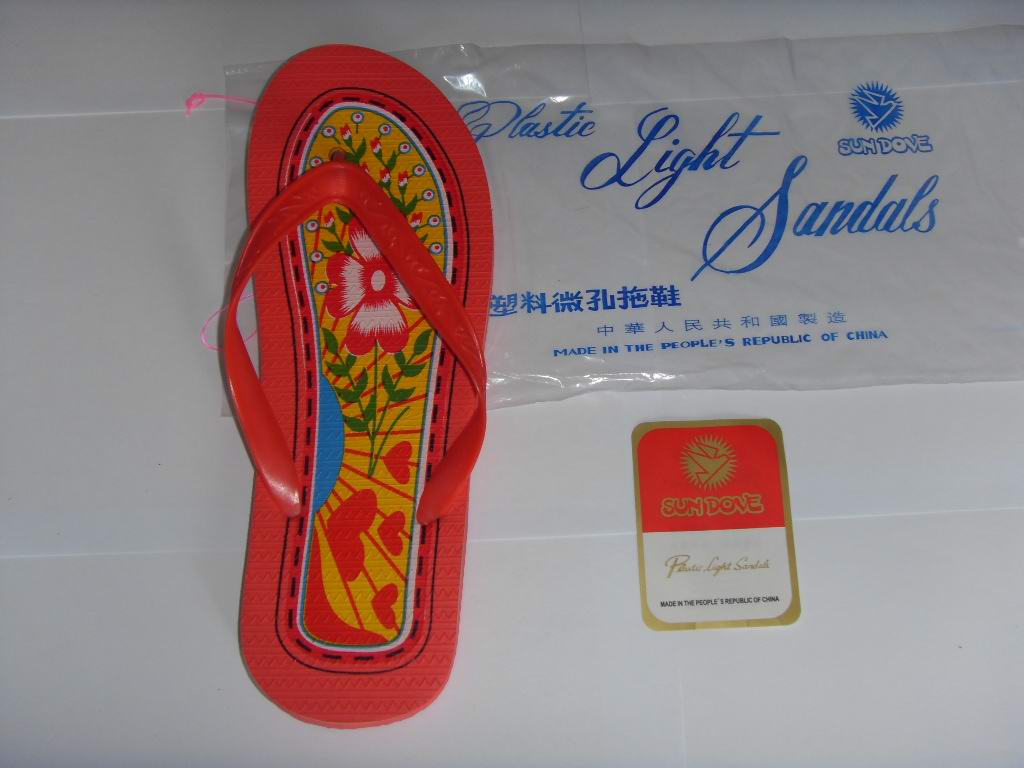 Plastic
Light
Sandals
SUN DOVE
塑料微孔拖鞋
中華人民共和國製造
MADE IN THE PEOPLE'S REPUBLIC OF CHINA
SUN DOVE
Plastic Light Sandals
MADE IN THE PEOPLE'S REPUBLIC OF CHINA